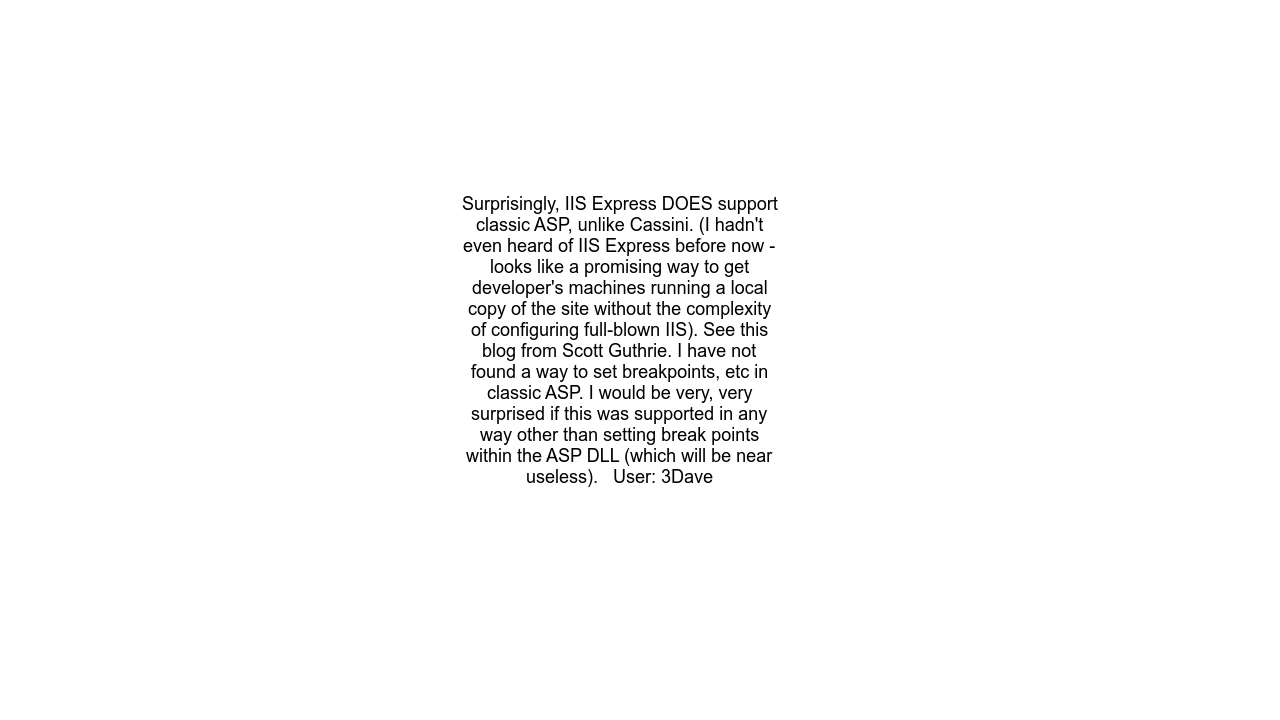 Surprisingly, IIS Express DOES support
classic ASP, unlike Cassini. (I hadn't
even heard of IIS Express before now -
looks like a promising way to get
developer's machines running a local
copy of the site without the complexity
of configuring full-blown IIS). See this
blog from Scott Guthrie. I have not
found a way to set breakpoints, etc in
classic ASP. I would be very, very
surprised if this was supported in any
way other than setting break points
within the ASP DLL (which will be near
useless).   User: 3Dave